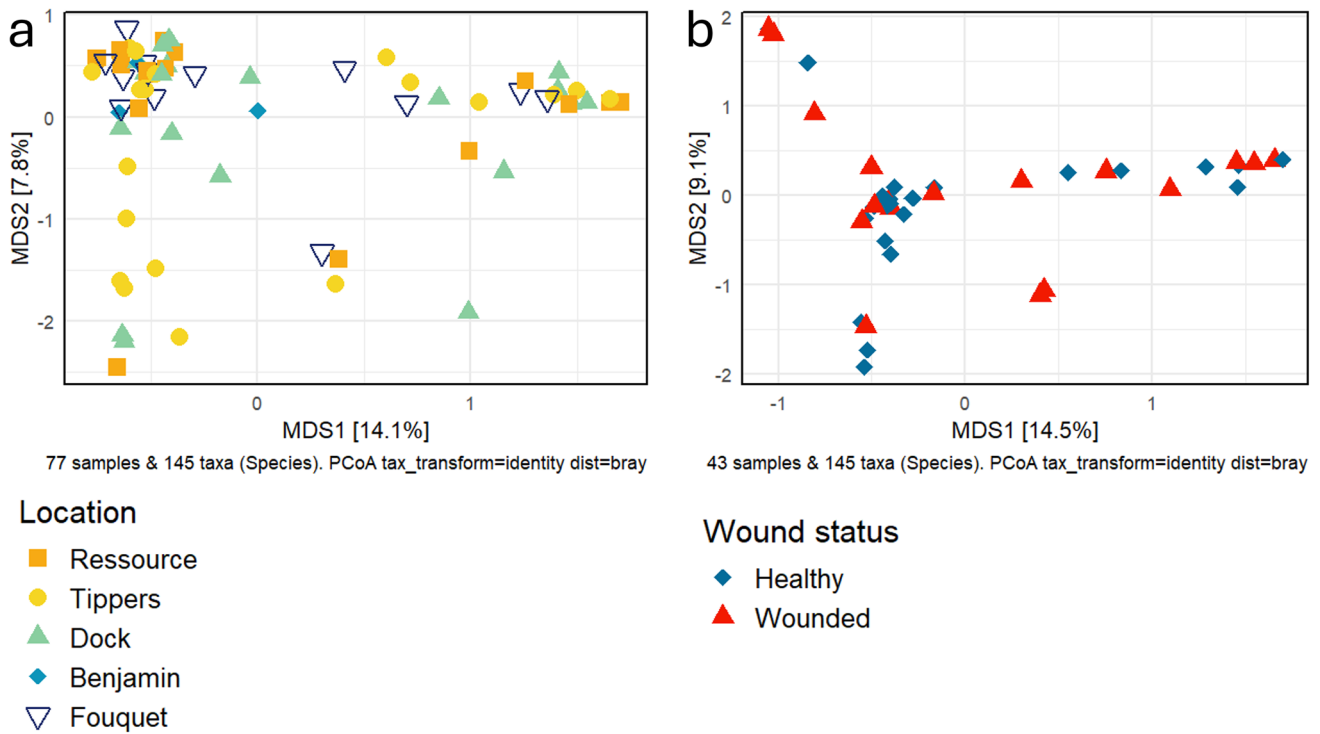 a
1
0
-1
-2
MDS2 [7.8%]
0
1
MDS1 [14.1%]
77 samples & 145 taxa (Species). PCoA tax_transform=identity dist=bray
Location
Ressource
Tippers
Dock
Benjamin
Fouquet
b
2
1
0
-1
-2
MDS2 [9.1%]
-1
0
1
MDS1 [14.5%]
43 samples & 145 taxa (Species). PCoA tax_transform=identity dist=bray
Wound status
Healthy
Wounded